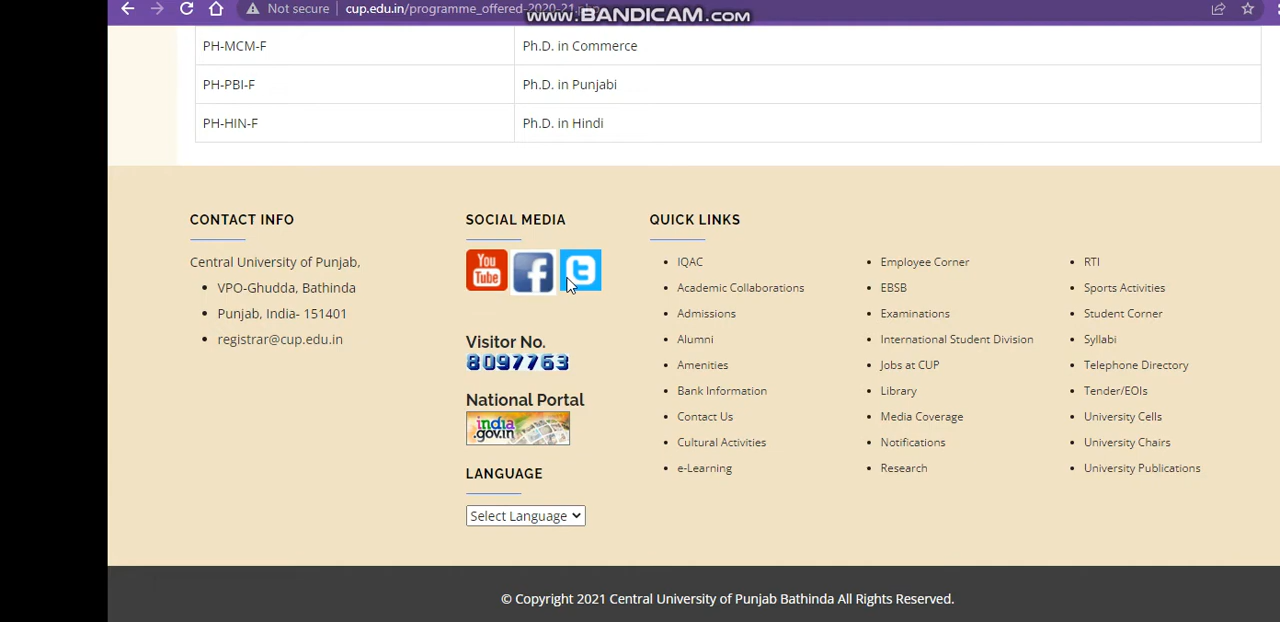 Not secure
cup.edu.in/programme_offered-2020-21.php
www.BANDICAM.com
PH-MCM-F
Ph.D. in Commerce
PH-PBI-F
Ph.D. in Punjabi
PH-HIN-F
Ph.D. in Hindi
CONTACT INFO
Central University of Punjab,
VPO-Ghudda, Bathinda
Punjab, India- 151401
registrar@cup.edu.in
SOCIAL MEDIA
You
Tube
Visitor No.
8097763
National Portal
india
.gov.in
LANGUAGE
Select Language
QUICK LINKS
IQAC
Academic Collaborations
Admissions
Alumni
Amenities
Bank Information
Contact Us
Cultural Activities
e-Learning
Employee Corner
EBSB
Examinations
International Student Division
Jobs at CUP
Library
Media Coverage
Notifications
Research
RTI
Sports Activities
Student Corner
Syllabi
Telephone Directory
Tender/EOIs
University Cells
University Chairs
University Publications
© Copyright 2021 Central University of Punjab Bathinda All Rights Reserved.